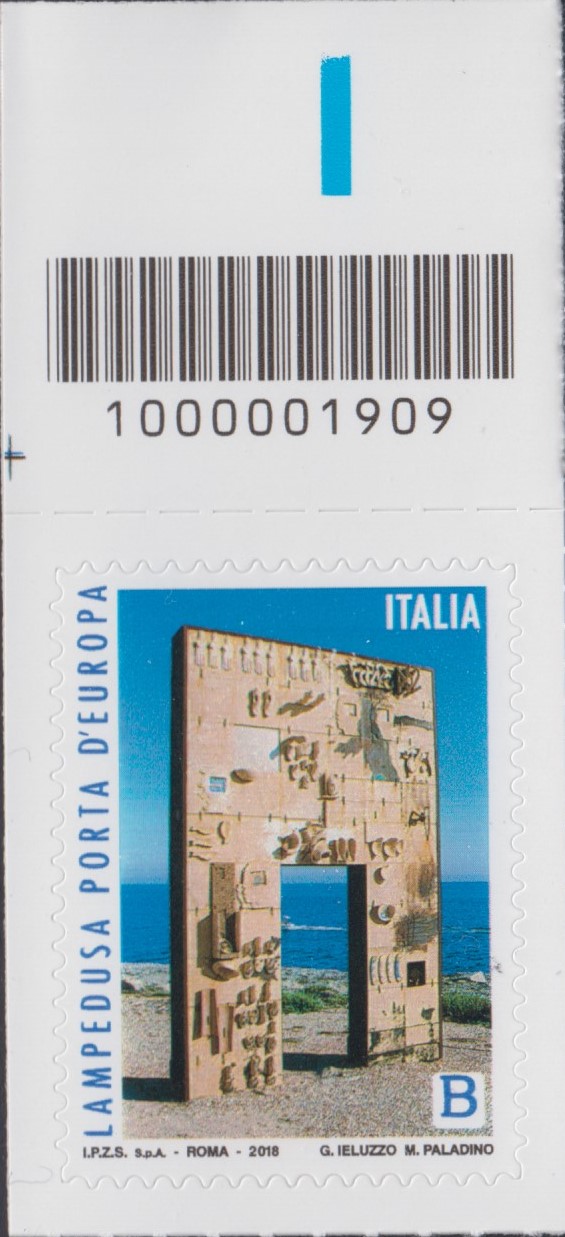 1000001909
LAMPEDUSA PORTA D'EUROPA
ITALIA
B
I.P.Z.S. S.p.A. - ROMA - 2018 G. IELUZZO M. PALADINO